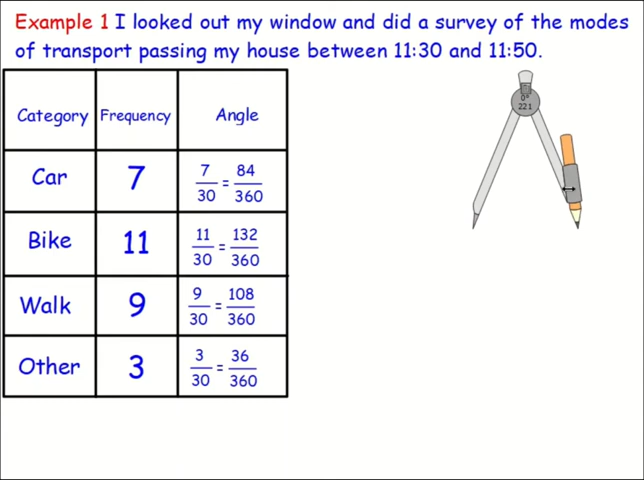 Example 1 I looked out my window and did a survey of the modes
of transport passing my house between 11:30 and 11:50.
Category Frequency Angle
Car 7 7/30 = 84/360
Bike 11 11/30 = 132/360
Walk 9 9/30 = 108/360
Other 3 3/30 = 36/360
0°
221